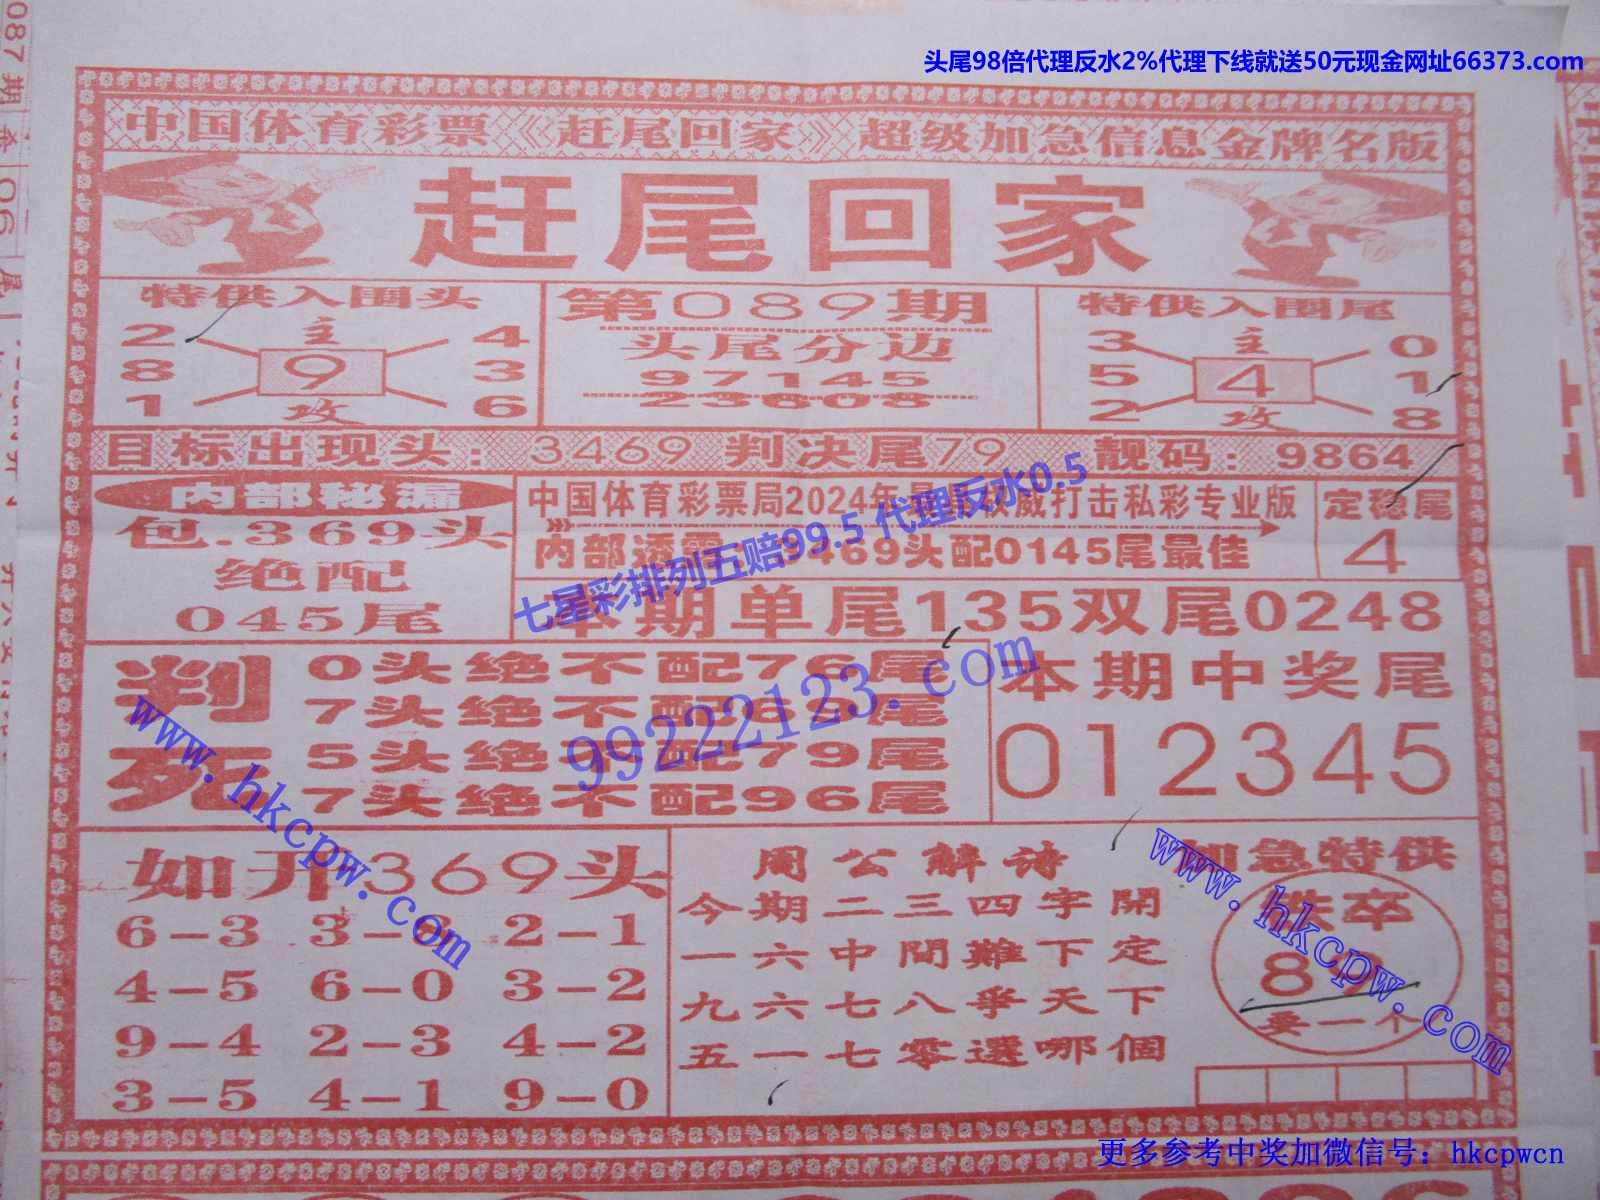 头尾98倍代理反水2%代理下线就送50元现金网址66373.com
087期
中国体育彩票《赶尾回家》超级加急信息金牌名版
赶尾回家
特供入围头
2 主 4
8 9 3
1 攻 6
第089期
头尾分边
97145
23608
特供入围尾
3 主 0
5 4 1
2 攻 8
目标出现头：3469 判决尾79 靓码：9864
内部秘漏
包.369头
绝配
045尾
中国体育彩票局2024年最 权威打击私彩专业版
内部透露 469头配0145尾最佳
定稳尾
4
七星彩排列五赔99.5 代理反水0.5
本期单尾135双尾0248
判死
0头绝不配76尾
7头绝不配 尾
5头绝不配79尾
7头绝不配96尾
99222123.com
本期中奖尾
012345
www.hkcpw.com
如开369头
6-3 3-8 2-1
4-5 6-0 3-2
9-4 2-3 4-2
3-5 4-1 9-0
周公解诗
今期二三四字開
一六中間難下定
九六七八爭天下
五一七零選哪個
加急特供
卒
8
要一个
www.hkcpw.com
更多参考中奖加微信号：hkcpwcn